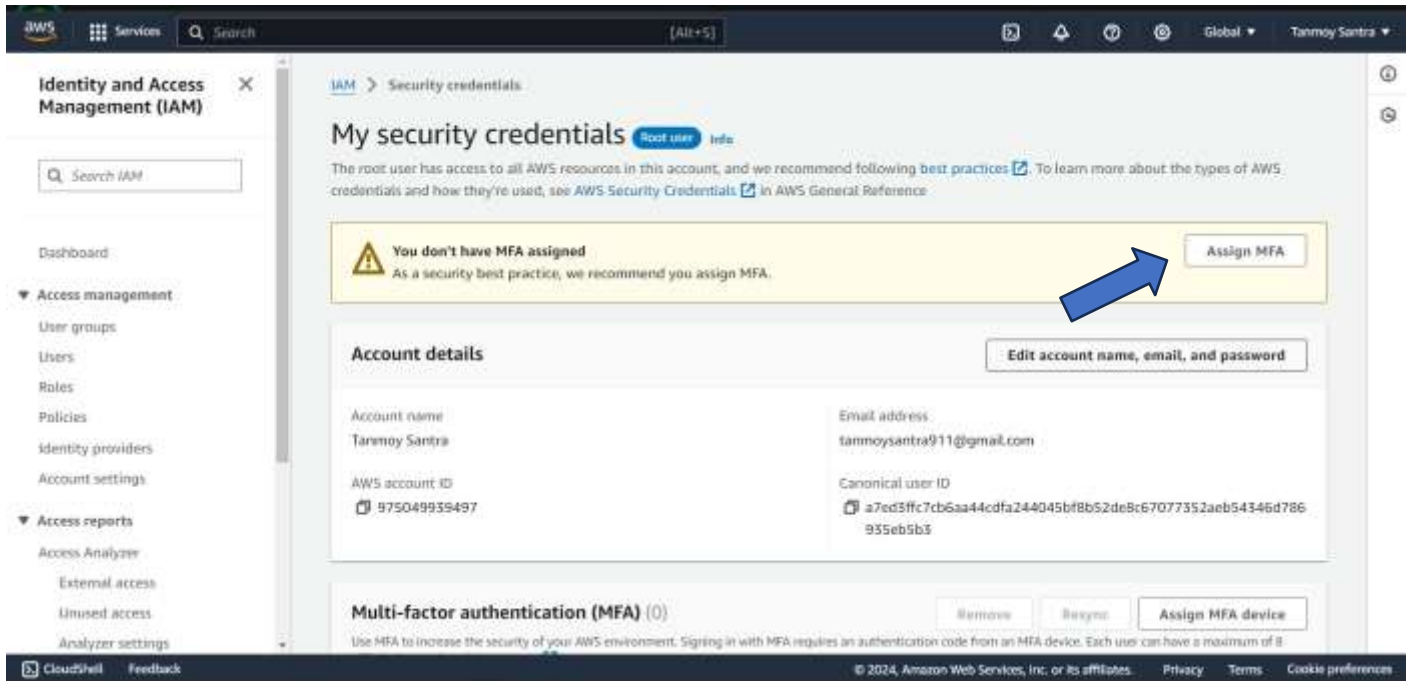 aws
Services
Search
[Alt+S]
Global
Tanmoy Santra
Identity and Access
Management (IAM)
Search IAM
Dashboard
Access management
User groups
Users
Roles
Policies
Identity providers
Account settings
Access reports
Access Analyzer
External access
Unused access
Analyzer settings
IAM > Security credentials
My security credentials Root user Info
The root user has access to all AWS resources in this account, and we recommend following best practices. To learn more about the types of AWS
credentials and how they're used, see AWS Security Credentials in AWS General Reference
You don't have MFA assigned
As a security best practice, we recommend you assign MFA.
Assign MFA
Account details
Edit account name, email, and password
Account name
Tanmoy Santra
Email address
tanmoysantra911@gmail.com
AWS account ID
975049939497
Canonical user ID
a7ed3ffc7cb6aa44cdfa244045bf8b52de8c67077352aeb54346d786
935eb5b3
Multi-factor authentication (MFA) (0)
Remove
Resync
Assign MFA device
Use MFA to increase the security of your AWS environment. Signing in with MFA requires an authentication code from an MFA device. Each user can have a maximum of 8
CloudShell
Feedback
© 2024, Amazon Web Services, Inc. or its affiliates.
Privacy
Terms
Cookie preferences